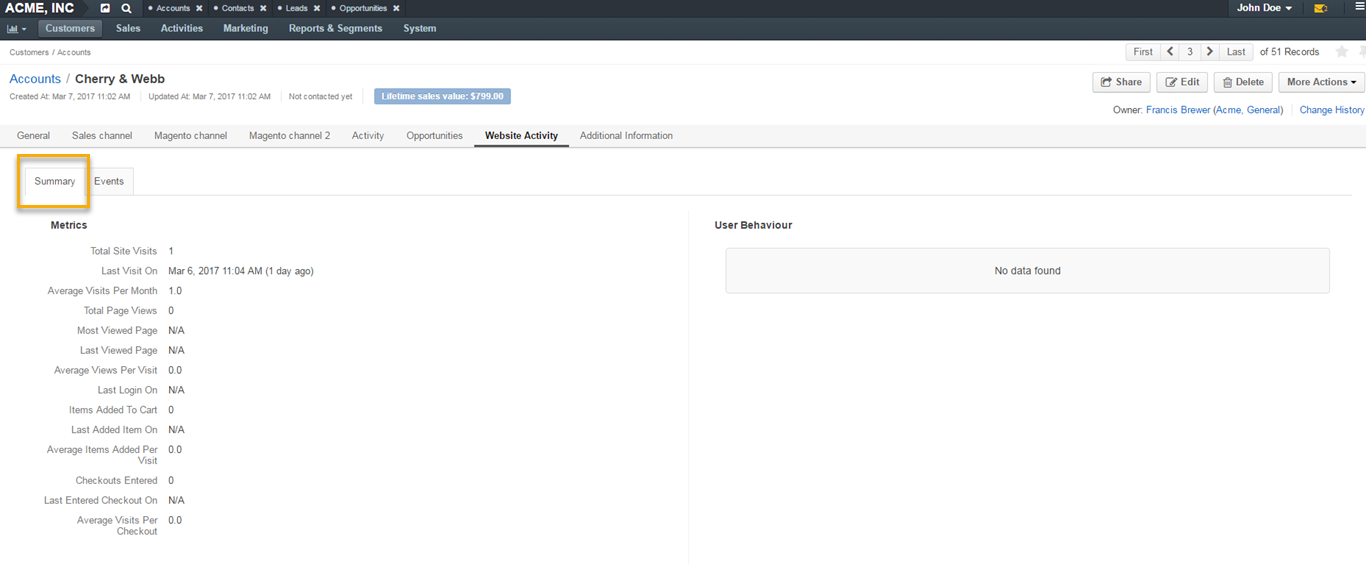 ACME, INC Accounts Contacts Leads Opportunities John Doe
Customers Sales Activities Marketing Reports & Segments System
Customers / Accounts First 3 Last of 51 Records
Accounts / Cherry & Webb Share Edit Delete More Actions
Created At: Mar 7, 2017 11:02 AM Updated At: Mar 7, 2017 11:02 AM Not contacted yet Lifetime sales value: $799.00
Owner: Francis Brewer (Acme, General) Change History
General Sales channel Magento channel Magento channel 2 Activity Opportunities Website Activity Additional Information
Summary Events
Metrics
Total Site Visits 1
Last Visit On Mar 6, 2017 11:04 AM (1 day ago)
Average Visits Per Month 1.0
Total Page Views 0
Most Viewed Page N/A
Last Viewed Page N/A
Average Views Per Visit 0.0
Last Login On N/A
Items Added To Cart 0
Last Added Item On N/A
Average Items Added Per 0.0
Visit
Checkouts Entered 0
Last Entered Checkout On N/A
Average Visits Per 0.0
Checkout
User Behaviour
No data found